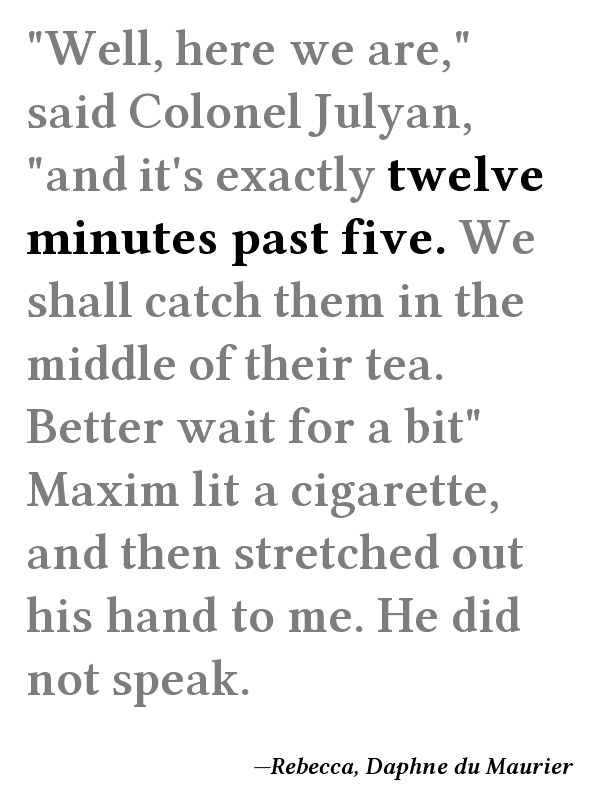 "Well, here we are,"
said Colonel Julyan,
"and it's exactly twelve
minutes past five. We
shall catch them in the
middle of their tea.
Better wait for a bit"
Maxim lit a cigarette,
and then stretched out
his hand to me. He did
not speak.
—Rebecca, Daphne du Maurier